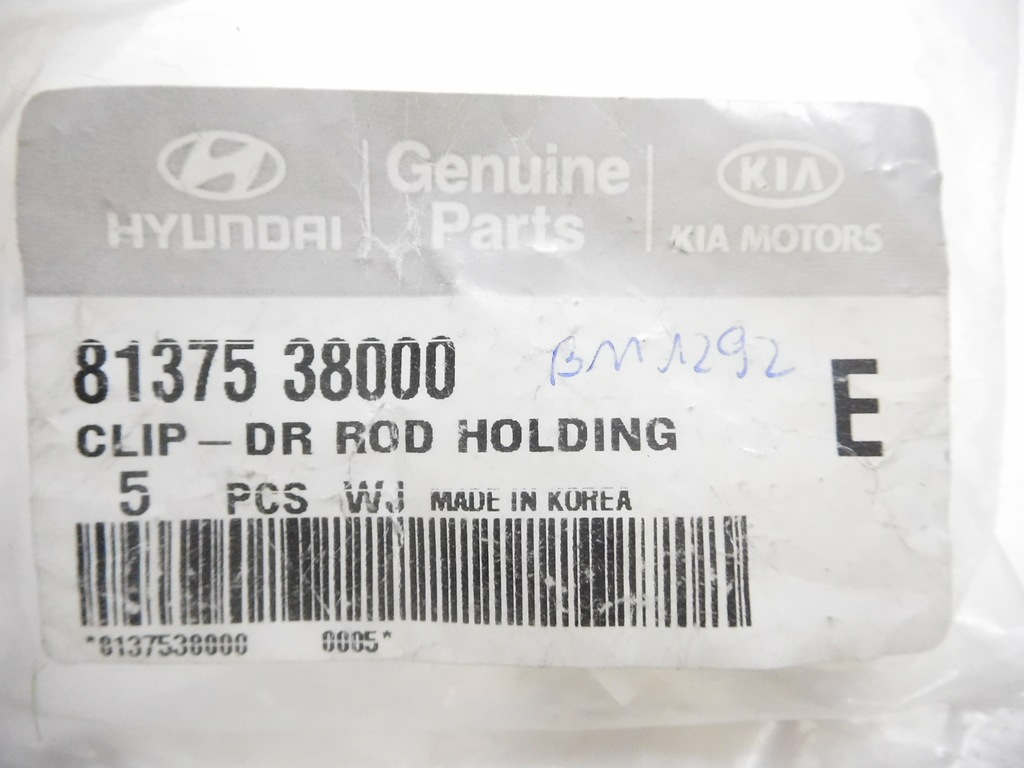 HYUNDAI
Genuine
Parts
KIA
KIA MOTORS
81375 38000
BM1292
E
CLIP - DR ROD HOLDING
5 PCS WJ MADE IN KOREA
*8137538000 0005*